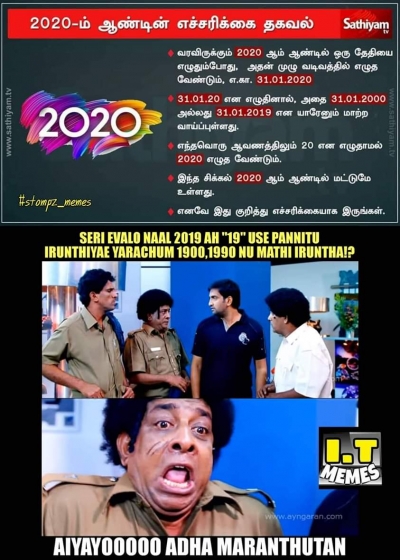 2020-ம் ஆண்டின் எச்சரிக்கை தகவல்
Sathiyam
tv
வரவிருக்கும் 2020 ஆம் ஆண்டில் ஒரு தேதியை
எழுதும்போது, அதன் முழு வடிவத்தில் எழுத
வேண்டும், எ.கா. 31.01.2020
31.01.20 என எழுதினால், அதை 31.01.2000
அல்லது 31.01.2019 என யாரேனும் மாற்ற
வாய்ப்புள்ளது.
எந்தவொரு ஆவணத்திலும் 20 என எழுதாமல்
2020 எழுத வேண்டும்.
இந்த சிக்கல் 2020 ஆம் ஆண்டில் மட்டுமே
உள்ளது.
எனவே இது குறித்து எச்சரிக்கையாக இருங்கள்.
www.sathiyam.tv
2020
www.sathiyam.tv
#stompz_memes
SERI EVALO NAAL 2019 AH "19" USE PANNITU
IRUNTHIYAE YARACHUM 1900,1990 NU MATHI IRUNTHA!?
I.T
MEMES
www.ayngaran.com
AIYAYOOOOO ADHA MARANTHUTAN